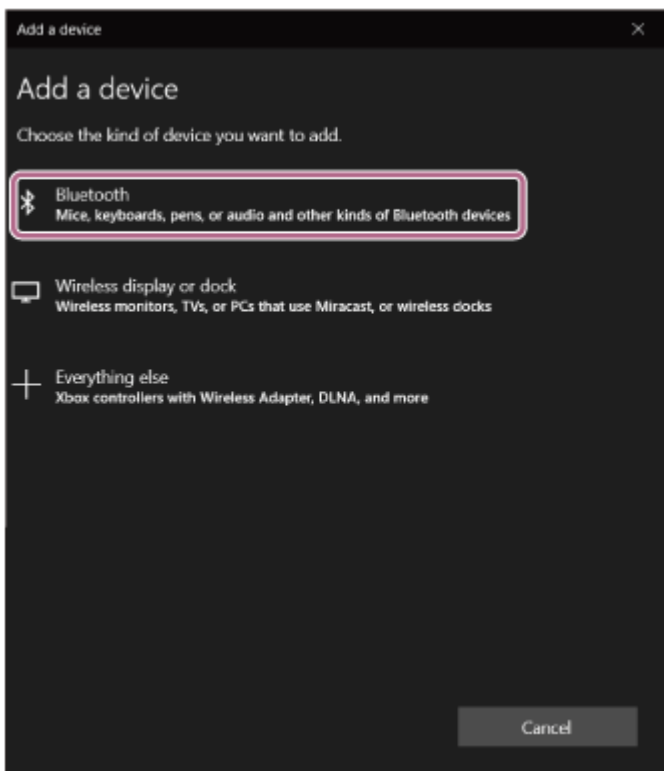 Add a device
Add a device
Choose the kind of device you want to add.
Bluetooth
Mice, keyboards, pens, or audio and other kinds of Bluetooth devices
Wireless display or dock
Wireless monitors, TVs, or PCs that use Miracast, or wireless docks
Everything else
Xbox controllers with Wireless Adapter, DLNA, and more
Cancel